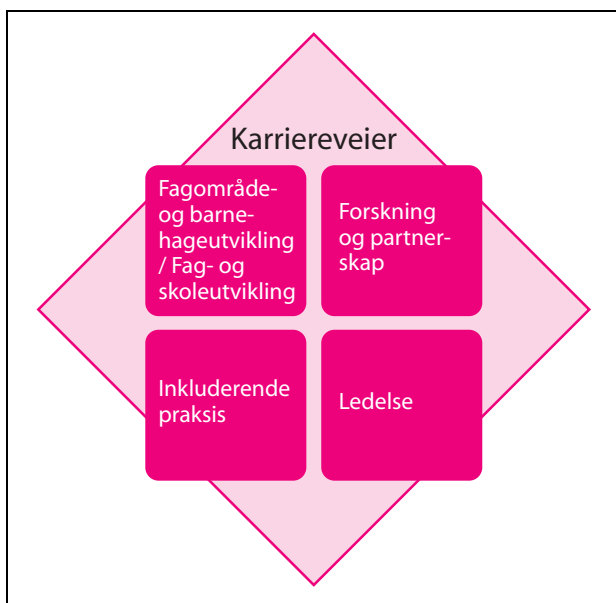 Karriereveier
Fagområde-
og barne-
hageutvikling
/ Fag- og
skoleutvikling
Forskning
og partner-
skap
Inkluderende
praksis
Ledelse